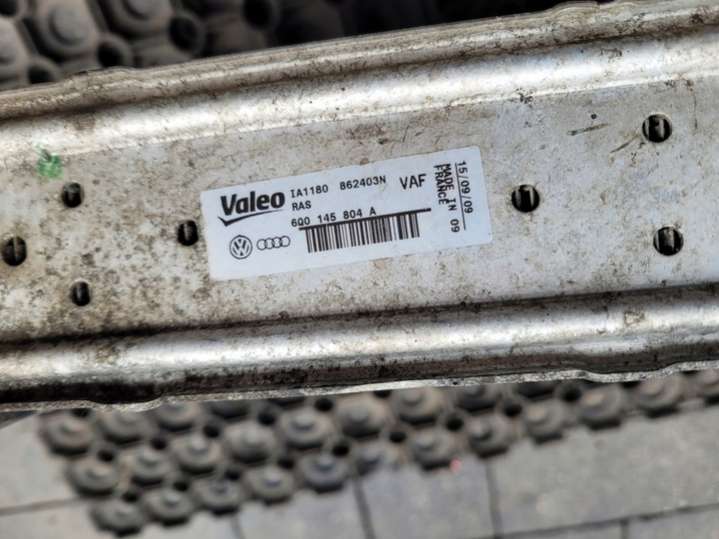 Valeo
IA1180 862403N VAF
RAS
6Q0 145 804 A
15/09/09
MADE IN 09
FRANCE